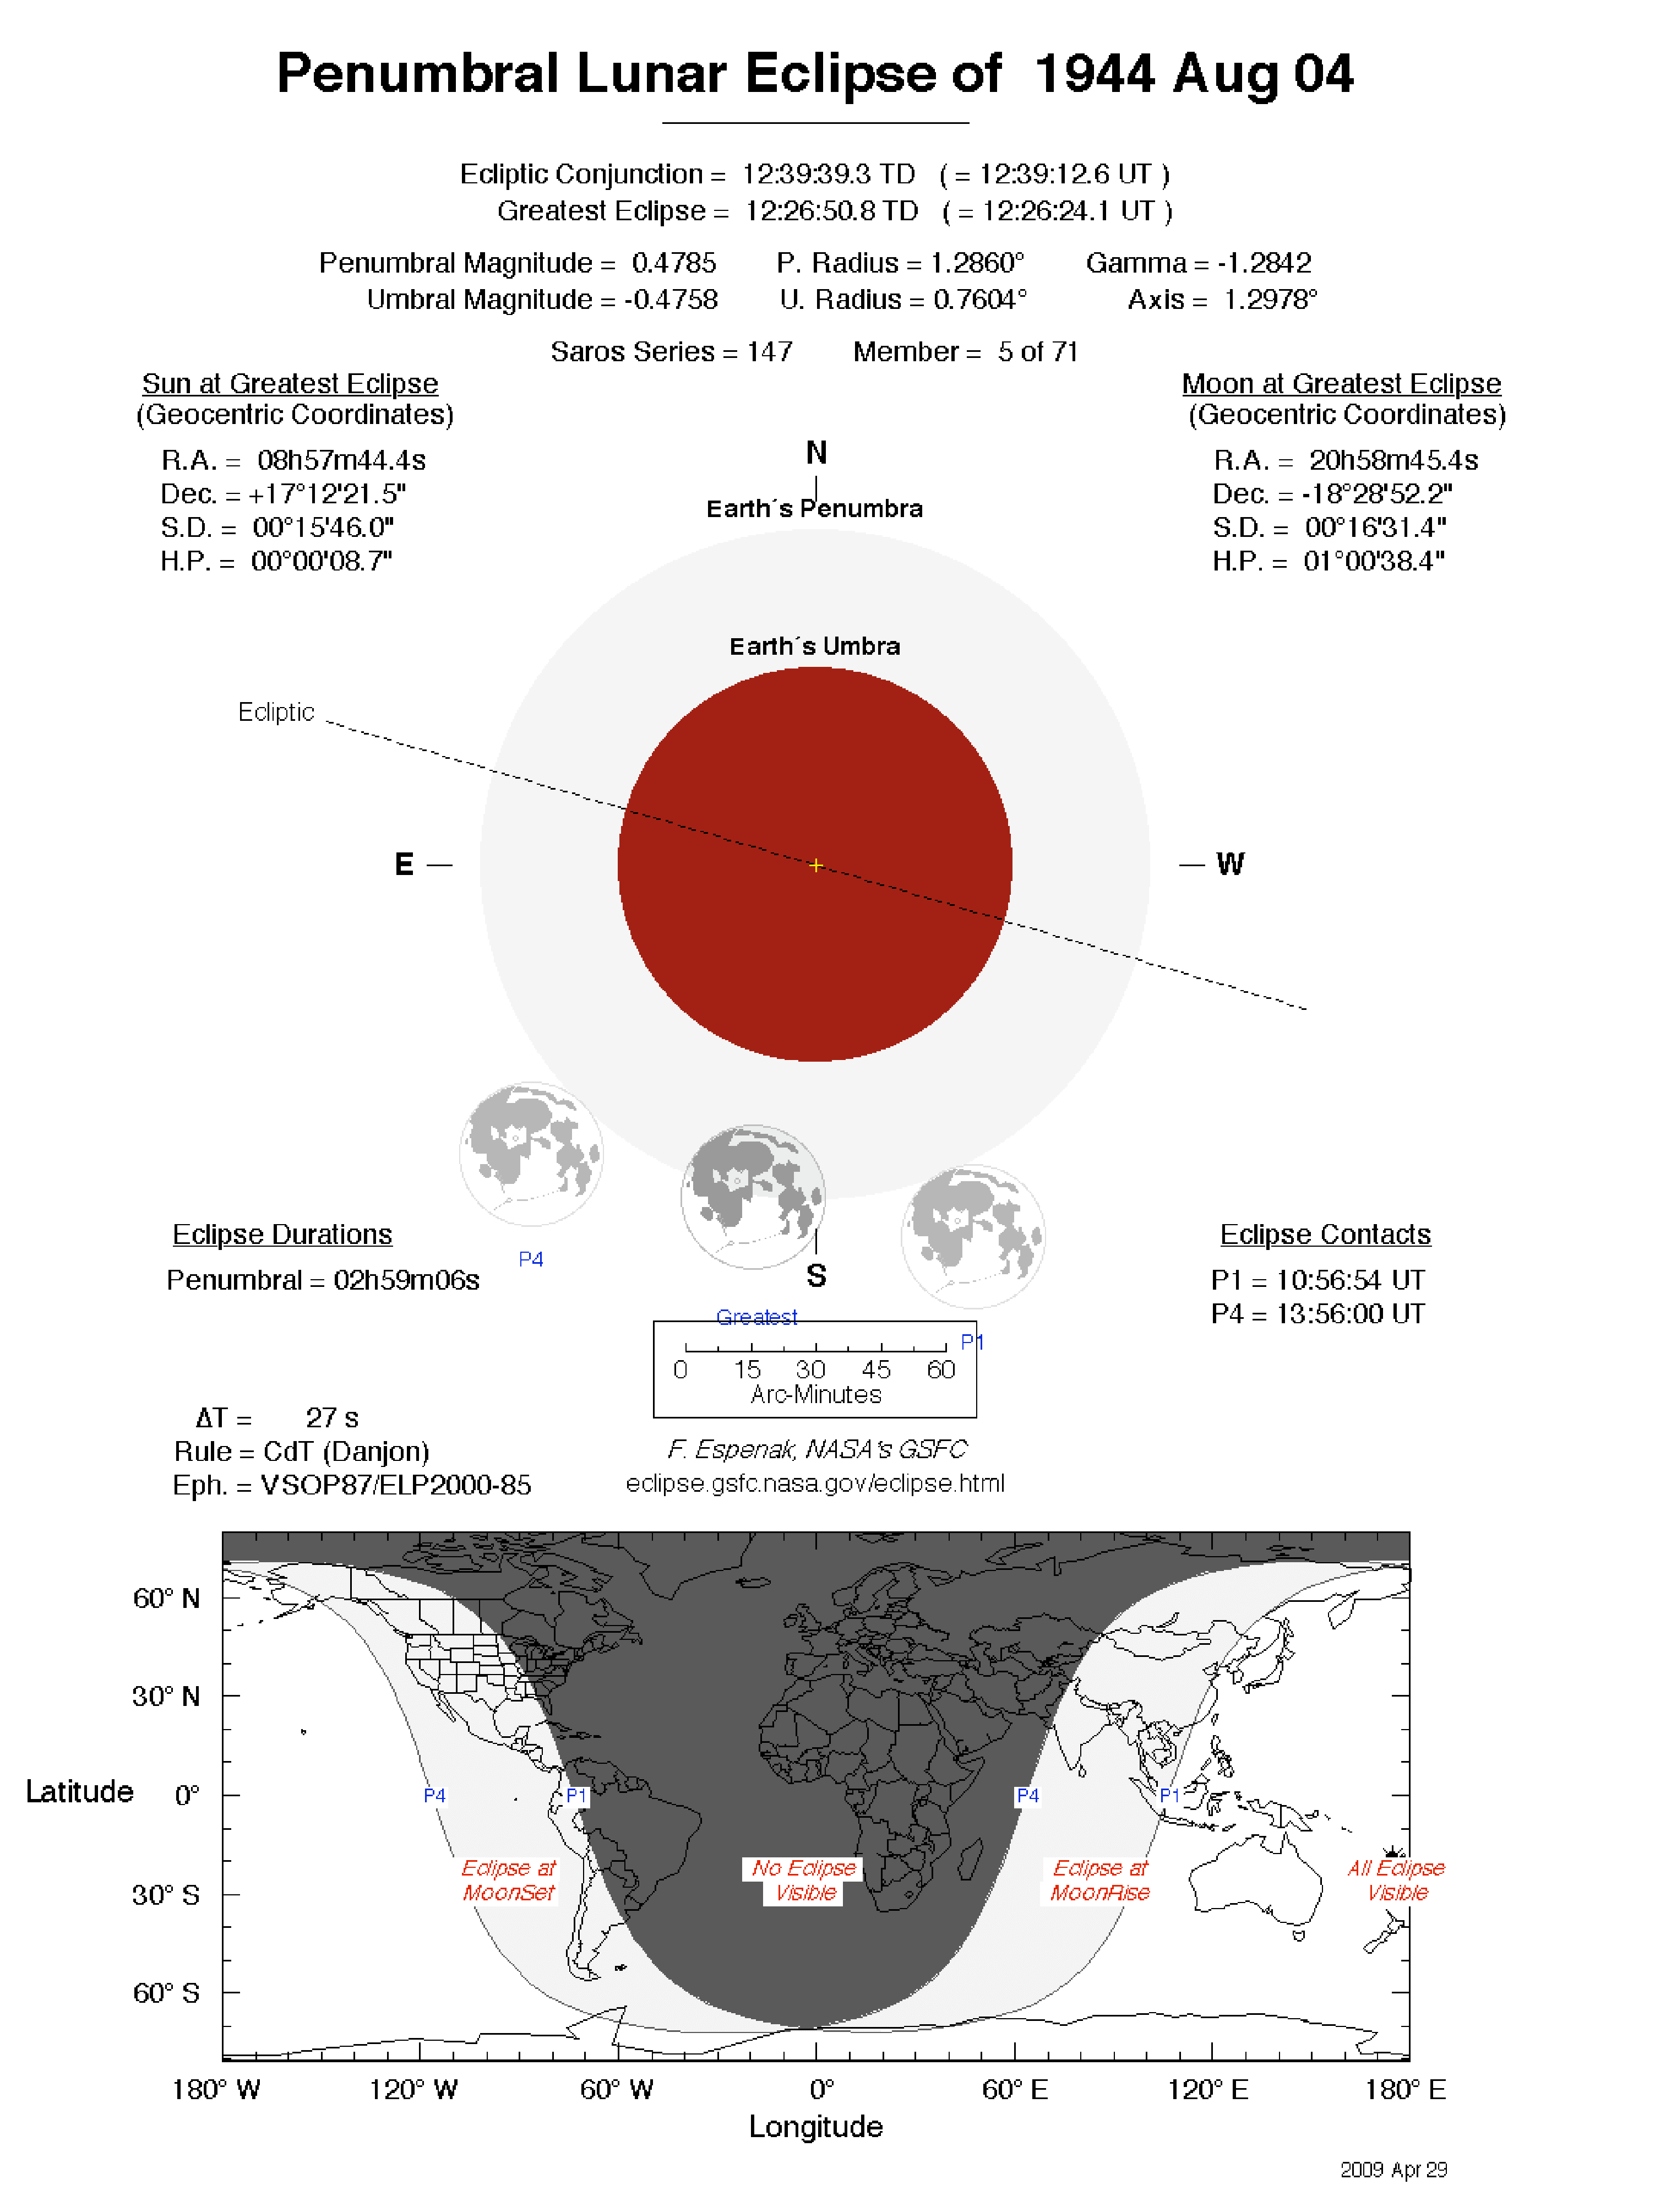 Penumbral Lunar Eclipse of 1944 Aug 04
Ecliptic Conjunction = 12:39:39.3 TD ( = 12:39:12.6 UT )
Greatest Eclipse = 12:26:50.8 TD ( = 12:26:24.1 UT )
Penumbral Magnitude = 0.4785 P. Radius = 1.2860° Gamma = -1.2842
Umbral Magnitude = -0.4758 U. Radius = 0.7604° Axis = 1.2978°
Saros Series = 147 Member = 5 of 71
Sun at Greatest Eclipse
(Geocentric Coordinates)
R.A. = 08h57m44.4s
Dec. = +17°12'21.5"
S.D. = 00°15'46.0"
H.P. = 00°00'08.7"
Moon at Greatest Eclipse
(Geocentric Coordinates)
R.A. = 20h58m45.4s
Dec. = -18°28'52.2"
S.D. = 00°16'31.4"
H.P. = 01°00'38.4"
N
Earth´s Penumbra
Earth´s Umbra
Ecliptic
E
W
S
P4
Greatest
P1
Eclipse Durations
Penumbral = 02h59m06s
Eclipse Contacts
P1 = 10:56:54 UT
P4 = 13:56:00 UT
0 15 30 45 60
Arc-Minutes
ΔT = 27 s
Rule = CdT (Danjon)
Eph. = VSOP87/ELP2000-85
F. Espenak, NASA's GSFC
eclipse.gsfc.nasa.gov/eclipse.html
60° N
30° N
Latitude 0°
30° S
60° S
P4 P1 P4 P1
Eclipse at
MoonSet
No Eclipse
Visible
Eclipse at
MoonRise
All Eclipse
Visible
180° W 120° W 60° W 0° 60° E 120° E 180° E
Longitude
2009 Apr 29